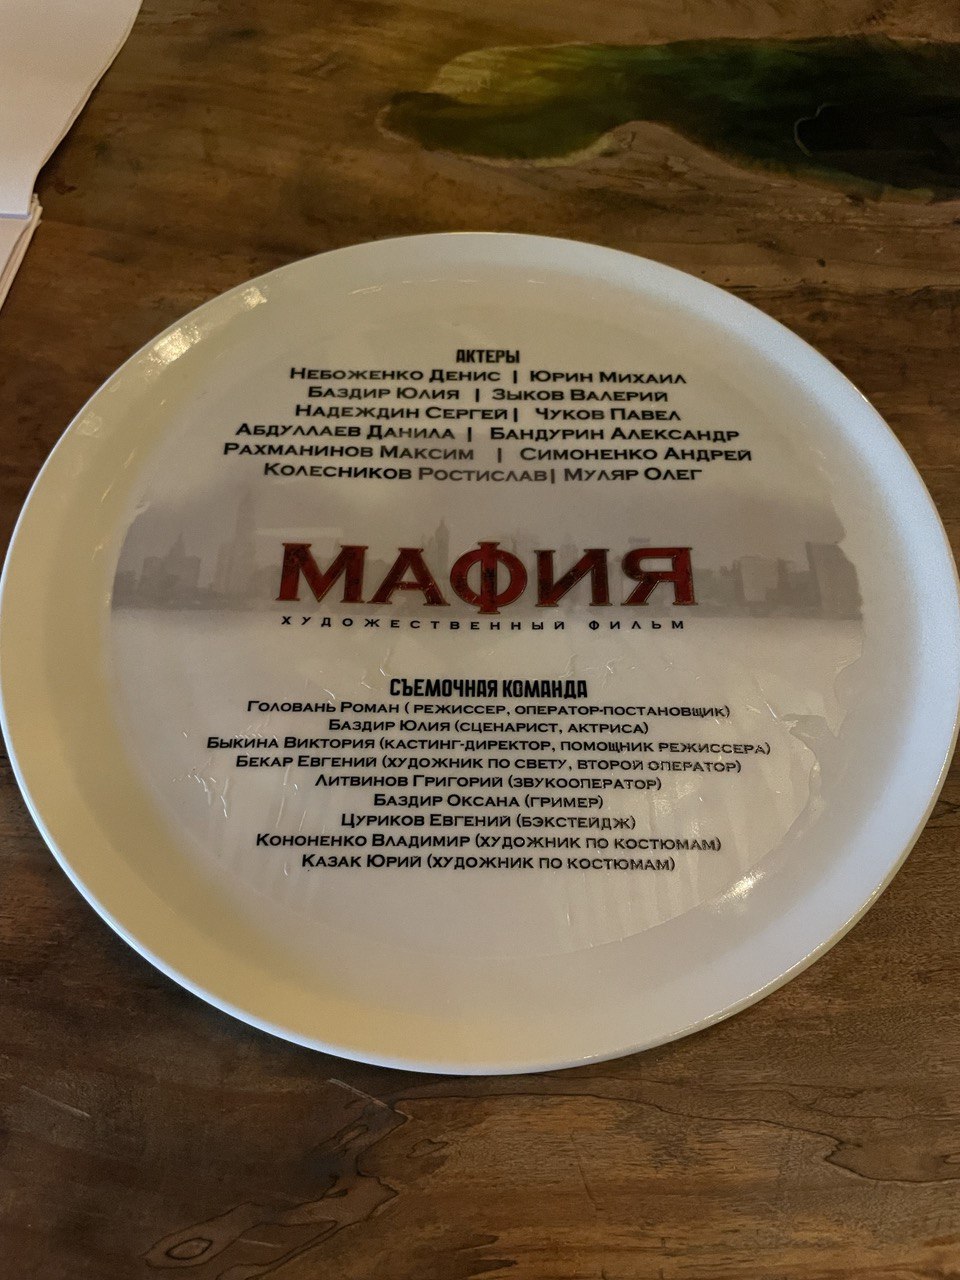 АКТЕРЫ
НЕБОЖЕНКО ДЕНИС | ЮРИН МИХАИЛ
БАЗДИР ЮЛИЯ | ЗЫКОВ ВАЛЕРИЙ
НАДЕЖДИН СЕРГЕЙ | ЧУКОВ ПАВЕЛ
АБДУЛЛАЕВ ДАНИЛА | БАНДУРИН АЛЕКСАНДР
РАХМАНИНОВ МАКСИМ | СИМОНЕНКО АНДРЕЙ
КОЛЕСНИКОВ РОСТИСЛАВ| МУЛЯР ОЛЕГ
МАФИЯ
ХУДОЖЕСТВЕННЫЙ ФИЛЬМ
СЪЕМОЧНАЯ КОМАНДА
ГОЛОВАНЬ РОМАН ( РЕЖИССЕР, ОПЕРАТОР-ПОСТАНОВЩИК)
БАЗДИР ЮЛИЯ (СЦЕНАРИСТ, АКТРИСА)
БЫКИНА ВИКТОРИЯ (КАСТИНГ-ДИРЕКТОР, ПОМОЩНИК РЕЖИССЕРА)
БЕКАР ЕВГЕНИЙ (ХУДОЖНИК ПО СВЕТУ, ВТОРОЙ ОПЕРАТОР)
ЛИТВИНОВ ГРИГОРИЙ (ЗВУКООПЕРАТОР)
БАЗДИР ОКСАНА (ГРИМЕР)
ЦУРИКОВ ЕВГЕНИЙ (БЭКСТЕЙДЖ)
КОНОНЕНКО ВЛАДИМИР (ХУДОЖНИК ПО КОСТЮМАМ)
КАЗАК ЮРИЙ (ХУДОЖНИК ПО КОСТЮМАМ)